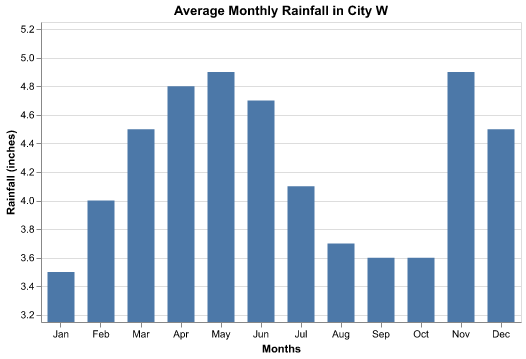 Average Monthly Rainfall in City W
5.2
5.0
4.8
4.6
4.4
4.2
4.0
3.8
3.6
3.4
3.2
Rainfall (inches)
Jan Feb Mar Apr May Jun Jul Aug Sep Oct Nov Dec
Months